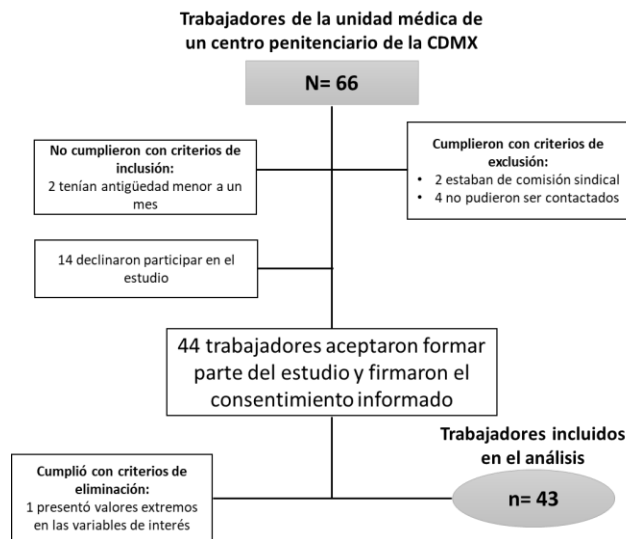 Trabajadores de la unidad médica de
un centro penitenciario de la CDMX
N= 66
No cumplieron con criterios de
inclusión:
2 tenían antigüedad menor a un
mes
Cumplieron con criterios de
exclusión:
• 2 estaban de comisión sindical
• 4 no pudieron ser contactados
14 declinaron participar en el
estudio
44 trabajadores aceptaron formar
parte del estudio y firmaron el
consentimiento informado
Trabajadores incluidos
en el análisis
Cumplió con criterios de
eliminación:
1 presentó valores extremos
en las variables de interés
n= 43